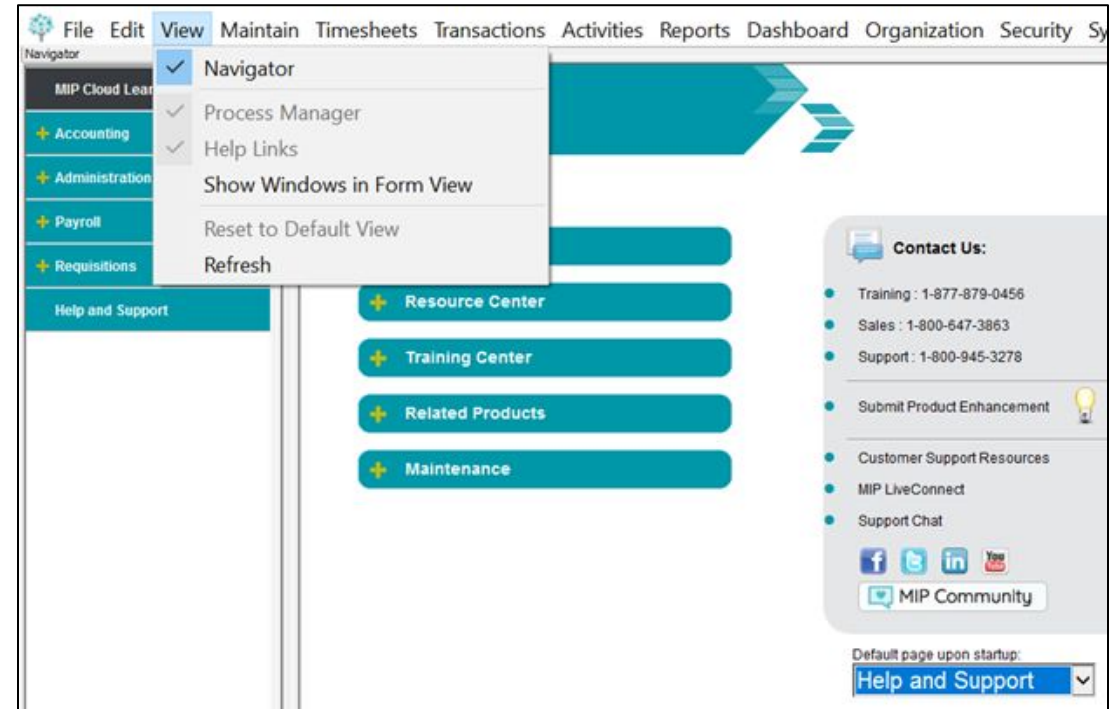 File Edit View Maintain Timesheets Transactions Activities Reports Dashboard Organization Security Sy
Navigator
MIP Cloud Lear
Accounting
Administration
Payroll
Requisitions
Help and Support
Navigator
Process Manager
Help Links
Show Windows in Form View
Reset to Default View
Refresh
Resource Center
Training Center
Related Products
Maintenance
Contact Us:
Training : 1-877-879-0456
Sales : 1-800-647-3863
Support : 1-800-945-3278
Submit Product Enhancement
Customer Support Resources
MIP LiveConnect
Support Chat
f in You
MIP Community
Default page upon startup:
Help and Support